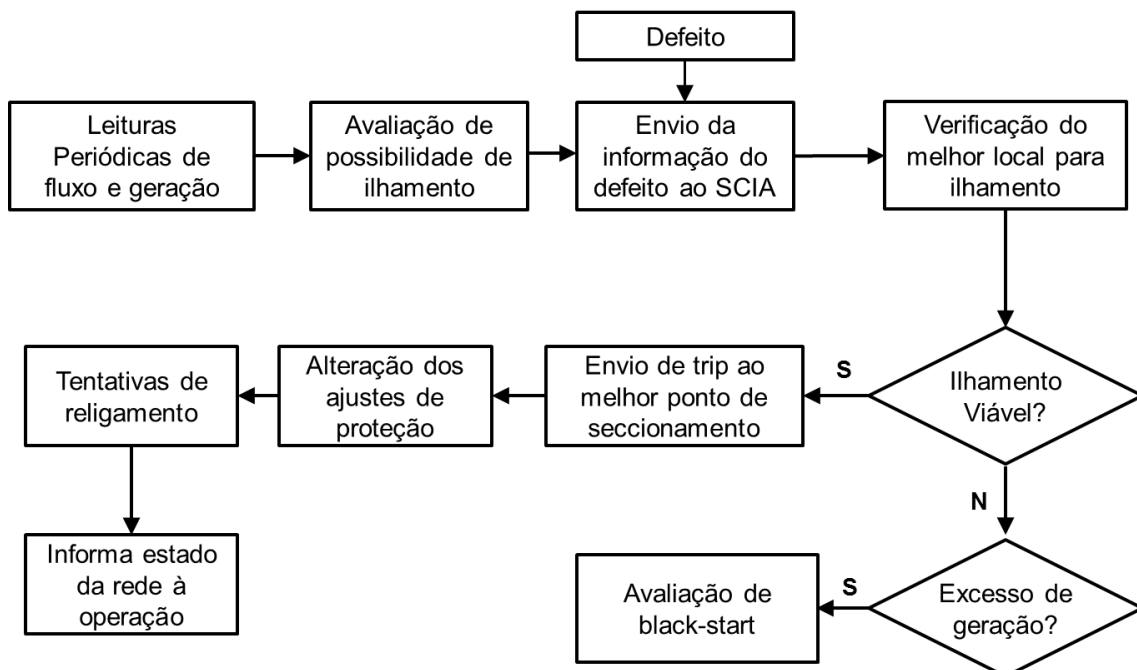 Defeito
Leituras
Periódicas de
fluxo e geração
Avaliação de
possibilidade de
ilhamento
Envio da
informação do
defeito ao SCIA
Verificação do
melhor local para
ilhamento
Ilhamento
Viável?
S
Envio de trip ao
melhor ponto de
seccionamento
Alteração dos
ajustes de
proteção
Tentativas de
religamento
Informa estado
da rede à
operação
N
Excesso de
geração?
S
Avaliação de
black-start